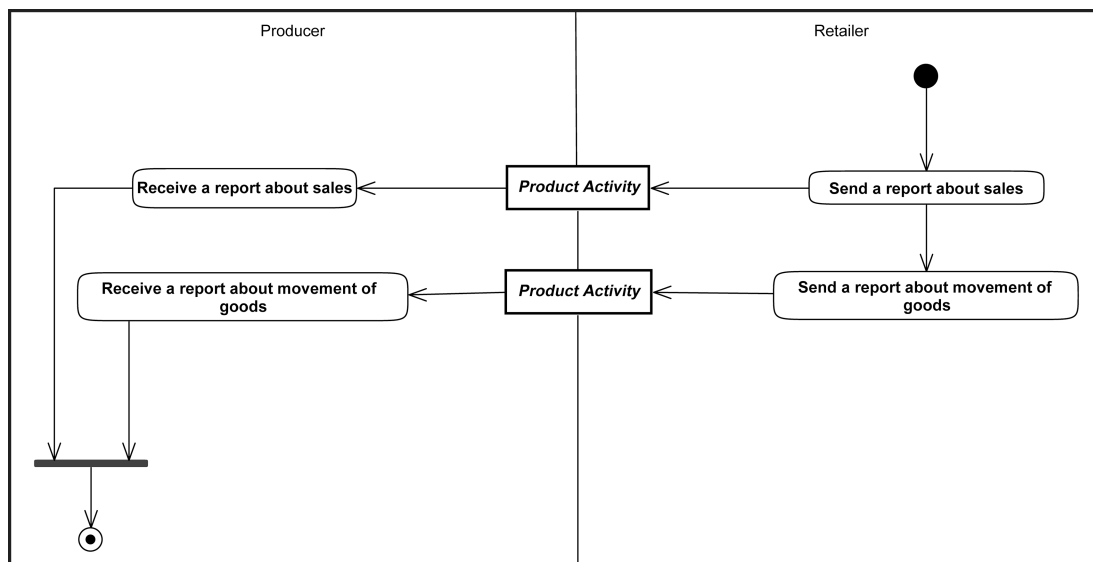 Producer
Retailer
Receive a report about sales
Product Activity
Send a report about sales
Receive a report about movement of
goods
Product Activity
Send a report about movement of
goods